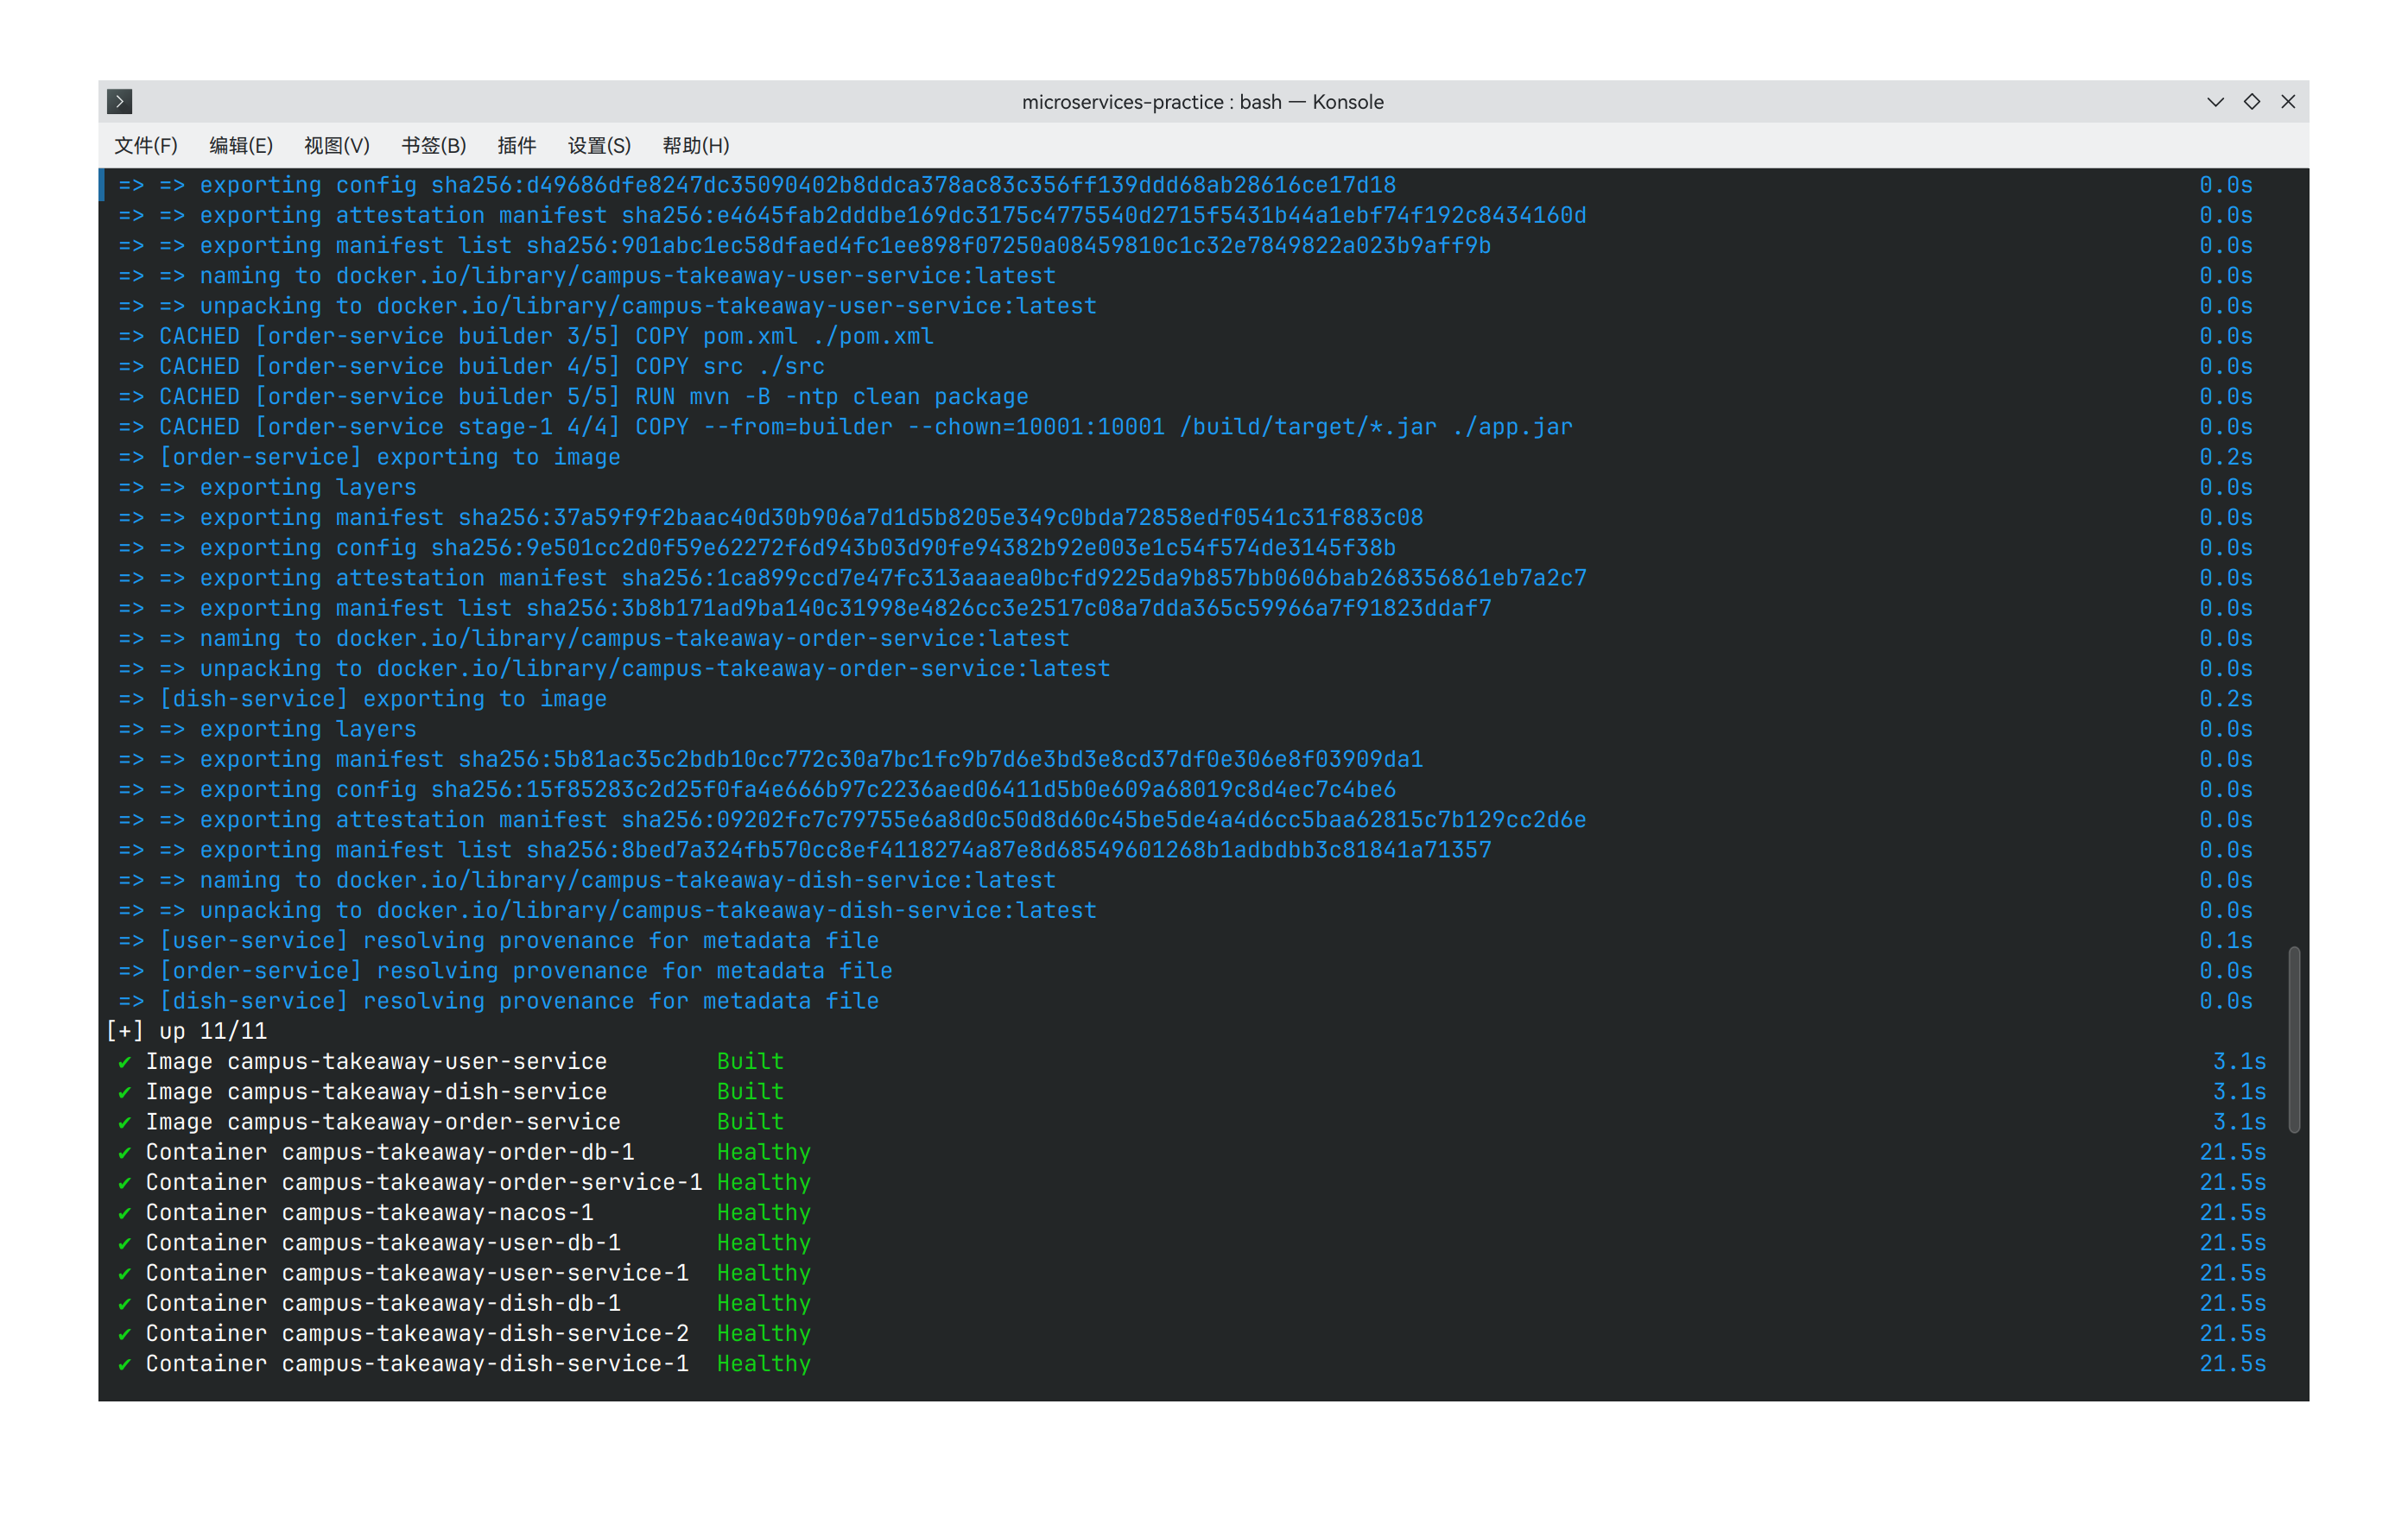 microservices-practice : bash — Konsole
文件(F) 编辑(E) 视图(V) 书签(B) 插件 设置(S) 帮助(H)
=> => exporting config sha256:d49686dfe8247dc35090402b8ddca378ac83c356ff139ddd68ab28616ce17d18 0.0s
=> => exporting attestation manifest sha256:e4645fab2dddbe169dc3175c4775540d2715f5431b44a1ebf74f192c8434160d 0.0s
=> => exporting manifest list sha256:901abc1ec58dfaed4fc1ee898f07250a08459810c1c32e7849822a023b9aff9b 0.0s
=> => naming to docker.io/library/campus-takeaway-user-service:latest 0.0s
=> => unpacking to docker.io/library/campus-takeaway-user-service:latest 0.0s
=> CACHED [order-service builder 3/5] COPY pom.xml ./pom.xml 0.0s
=> CACHED [order-service builder 4/5] COPY src ./src 0.0s
=> CACHED [order-service builder 5/5] RUN mvn -B -ntp clean package 0.0s
=> CACHED [order-service stage-1 4/4] COPY --from=builder --chown=10001:10001 /build/target/*.jar ./app.jar 0.0s
=> [order-service] exporting to image 0.2s
=> => exporting layers 0.0s
=> => exporting manifest sha256:37a59f9f2baac40d30b906a7d1d5b8205e349c0bda72858edf0541c31f883c08 0.0s
=> => exporting config sha256:9e501cc2d0f59e62272f6d943b03d90fe94382b92e003e1c54f574de3145f38b 0.0s
=> => exporting attestation manifest sha256:1ca899ccd7e47fc313aaaea0bcfd9225da9b857bb0606bab268356861eb7a2c7 0.0s
=> => exporting manifest list sha256:3b8b171ad9ba140c31998e4826cc3e2517c08a7dda365c59966a7f91823ddaf7 0.0s
=> => naming to docker.io/library/campus-takeaway-order-service:latest 0.0s
=> => unpacking to docker.io/library/campus-takeaway-order-service:latest 0.0s
=> [dish-service] exporting to image 0.2s
=> => exporting layers 0.0s
=> => exporting manifest sha256:5b81ac35c2bdb10cc772c30a7bc1fc9b7d6e3bd3e8cd37df0e306e8f03909da1 0.0s
=> => exporting config sha256:15f85283c2d25f0fa4e666b97c2236aed06411d5b0e609a68019c8d4ec7c4be6 0.0s
=> => exporting attestation manifest sha256:09202fc7c79755e6a8d0c50d8d60c45be5de4a4d6cc5baa62815c7b129cc2d6e 0.0s
=> => exporting manifest list sha256:8bed7a324fb570cc8ef4118274a87e8d68549601268b1adbdbb3c81841a71357 0.0s
=> => naming to docker.io/library/campus-takeaway-dish-service:latest 0.0s
=> => unpacking to docker.io/library/campus-takeaway-dish-service:latest 0.0s
=> [user-service] resolving provenance for metadata file 0.1s
=> [order-service] resolving provenance for metadata file 0.0s
=> [dish-service] resolving provenance for metadata file 0.0s
[+] up 11/11
✔ Image campus-takeaway-user-service Built 3.1s
✔ Image campus-takeaway-dish-service Built 3.1s
✔ Image campus-takeaway-order-service Built 3.1s
✔ Container campus-takeaway-order-db-1 Healthy 21.5s
✔ Container campus-takeaway-order-service-1 Healthy 21.5s
✔ Container campus-takeaway-nacos-1 Healthy 21.5s
✔ Container campus-takeaway-user-db-1 Healthy 21.5s
✔ Container campus-takeaway-user-service-1 Healthy 21.5s
✔ Container campus-takeaway-dish-db-1 Healthy 21.5s
✔ Container campus-takeaway-dish-service-2 Healthy 21.5s
✔ Container campus-takeaway-dish-service-1 Healthy 21.5s